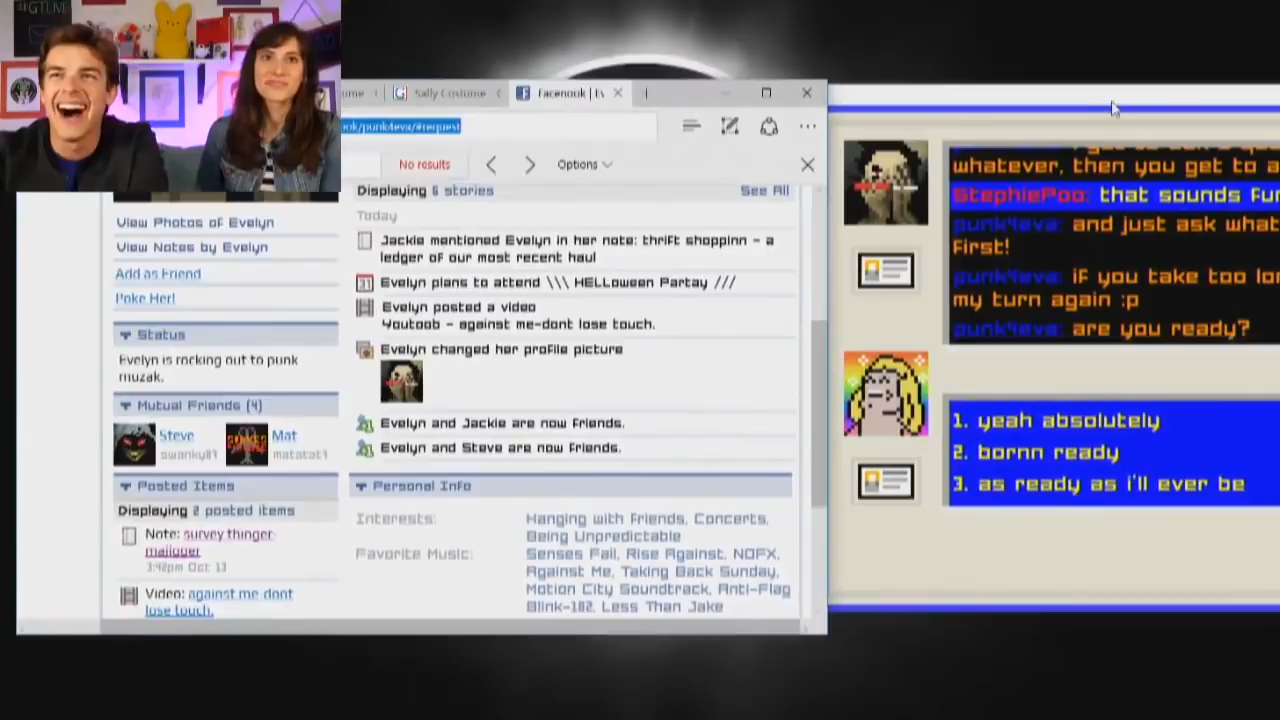 GTLIVE
ume
Sally Costume
Facenook | Ev
ook/punk4eva/#request
No results
Options
Displaying 6 stories
See All
Today
Jackie mentioned Evelyn in her note: thrift shoppinn - a
ledger of our most recent haul
Evelyn plans to attend \\\ HELLoween Partay ///
Evelyn posted a video
Youtoob - against me-dont lose touch.
Evelyn changed her profile picture
Evelyn and Jackie are now friends.
Evelyn and Steve are now friends.
Personal Info
Interests:
Hanging with Friends, Concerts,
Being Unpredictable
Favorite Music:
Senses Fail, Rise Against, NOFX,
Against Me, Taking Back Sunday,
Motion City Soundtrack, Anti-Flag
Blink-182, Less Than Jake
View Photos of Evelyn
View Notes by Evelyn
Add as Friend
Poke Her!
Status
Evelyn is rocking out to punk
muzak.
Mutual Friends (4)
Steve
swanky81
Mat
Posted Items
Displaying 2 posted items
Note: survey thinger
majigger
3:42pm Oct 13
Video: against me-dont
lose touch.
whatever, then you get to a
StephiePoo: that sounds fun
punk4eva: and just ask what
first!
punk4eva: if you take too lon
my turn again :p
punk4eva: are you ready?
1. yeah absolutely
2. bornn ready
3. as ready as i'll ever be